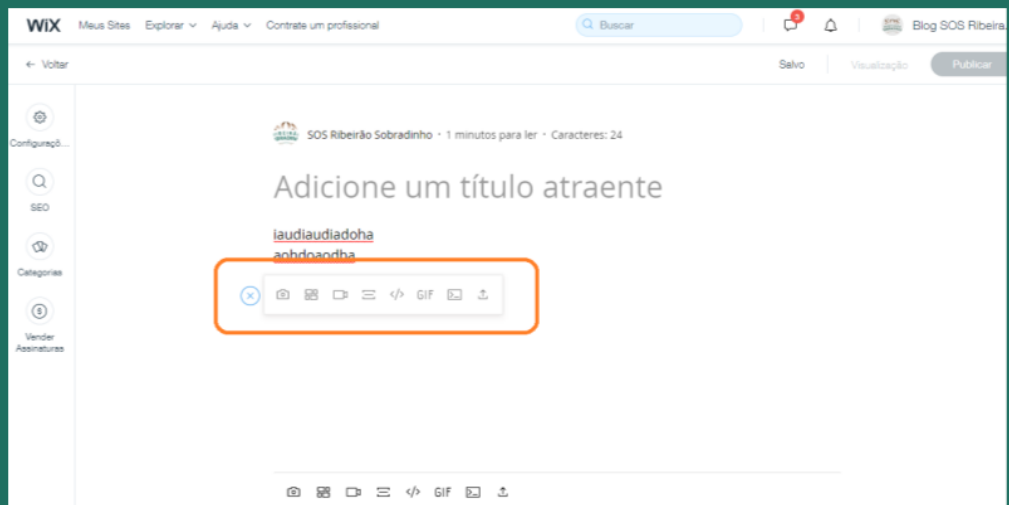 WiX Meus Sites Explorar Ajuda Contrate um profissional Buscar 3 Blog SOS Ribeira.
← Voltar Salvo Visualização Publicar
Configuraçõ...
SEO
Categorias
Vender
Assinaturas
SOS Ribeirão Sobradinho · 1 minutos para ler · Caracteres: 24
Adicione um título atraente
iaudiaudiadoha
aohdoaodha
GIF
GIF